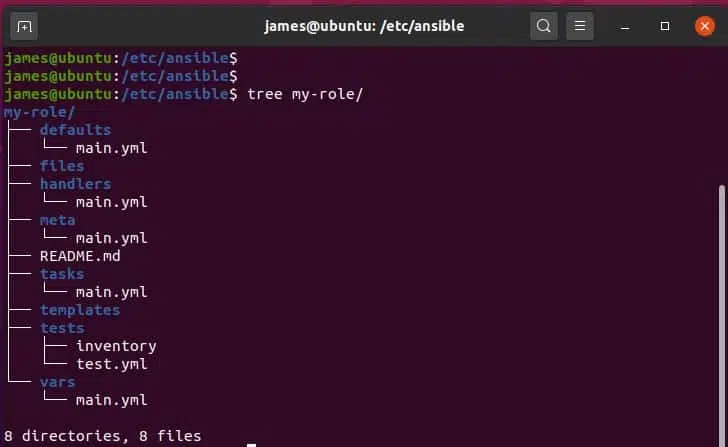 james@ubuntu: /etc/ansible
james@ubuntu:/etc/ansible$
james@ubuntu:/etc/ansible$
james@ubuntu:/etc/ansible$ tree my-role/
my-role/
├── defaults
│   └── main.yml
├── files
├── handlers
│   └── main.yml
├── meta
│   └── main.yml
├── README.md
├── tasks
│   └── main.yml
├── templates
├── tests
│   ├── inventory
│   └── test.yml
└── vars
    └── main.yml
8 directories, 8 files